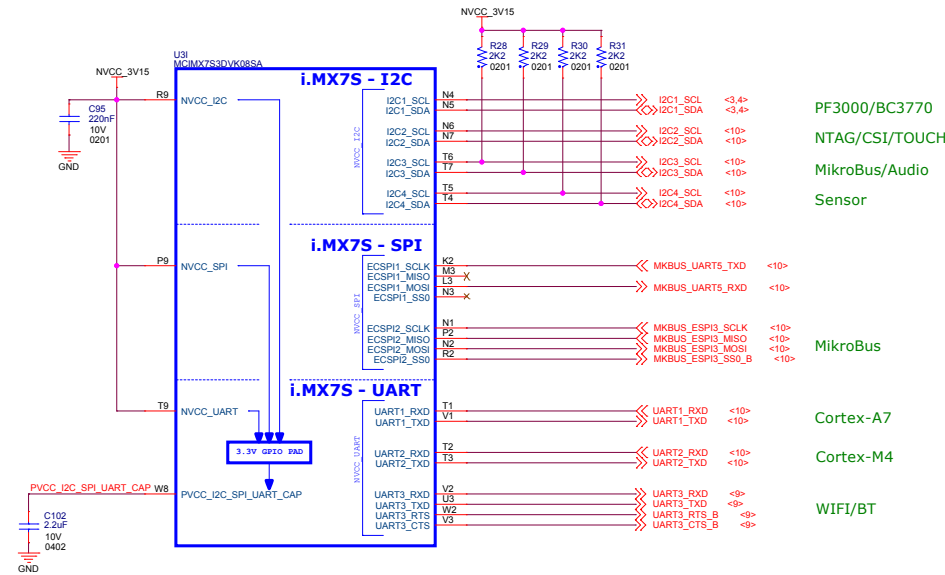 NVCC_3V15
R28
2K2
0201
R29
2K2
0201
R30
2K2
0201
R31
2K2
0201
U3I
MCIMX7S3DVK08SA
NVCC_3V15
C95
220nF
10V
0201
GND
i.MX7S - I2C
R9 NVCC_I2C
NVCC_I2C
I2C1_SCL N4 I2C1_SCL <3,4>
I2C1_SDA N5 I2C1_SDA <3,4>
PF3000/BC3770
I2C2_SCL N6 I2C2_SCL <10>
I2C2_SDA N7 I2C2_SDA <10>
NTAG/CSI/TOUCH
I2C3_SCL T6 I2C3_SCL <10>
I2C3_SDA T7 I2C3_SDA <10>
MikroBus/Audio
I2C4_SCL T5 I2C4_SCL <10>
I2C4_SDA T4 I2C4_SDA <10>
Sensor
i.MX7S - SPI
P9 NVCC_SPI
NVCC_SPI
ECSPI1_SCLK K2 MKBUS_UART5_TXD <10>
ECSPI1_MISO M3
ECSPI1_MOSI L3 MKBUS_UART5_RXD <10>
ECSPI1_SS0 N3
ECSPI2_SCLK N1 MKBUS_ESPI3_SCLK <10>
ECSPI2_MISO P2 MKBUS_ESPI3_MISO <10>
ECSPI2_MOSI N2 MKBUS_ESPI3_MOSI <10>
ECSPI2_SS0 R2 MKBUS_ESPI3_SS0_B <10>
MikroBus
i.MX7S - UART
T9 NVCC_UART
NVCC_UART
UART1_RXD T1 UART1_RXD <10>
UART1_TXD V1 UART1_TXD <10>
Cortex-A7
3.3V GPIO PAD
UART2_RXD T2 UART2_RXD <10>
UART2_TXD T3 UART2_TXD <10>
Cortex-M4
PVCC_I2C_SPI_UART_CAP W8 PVCC_I2C_SPI_UART_CAP
UART3_RXD V2 UART3_RXD <9>
UART3_TXD U3 UART3_TXD <9>
UART3_RTS W2 UART3_RTS_B <9>
UART3_CTS V3 UART3_CTS_B <9>
WIFI/BT
C102
2.2uF
10V
0402
GND